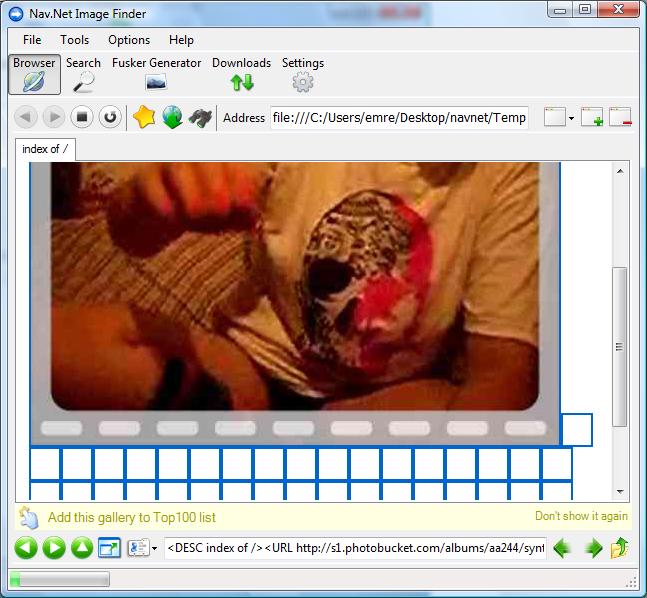 Nav.Net Image Finder
File Tools Options Help
Browser Search Fusker Generator Downloads Settings
Address file:///C:/Users/emre/Desktop/navnet/Temp
index of /
Add this gallery to Top100 list Don't show it again
<DESC index of /><URL http://s1.photobucket.com/albums/aa244/synt